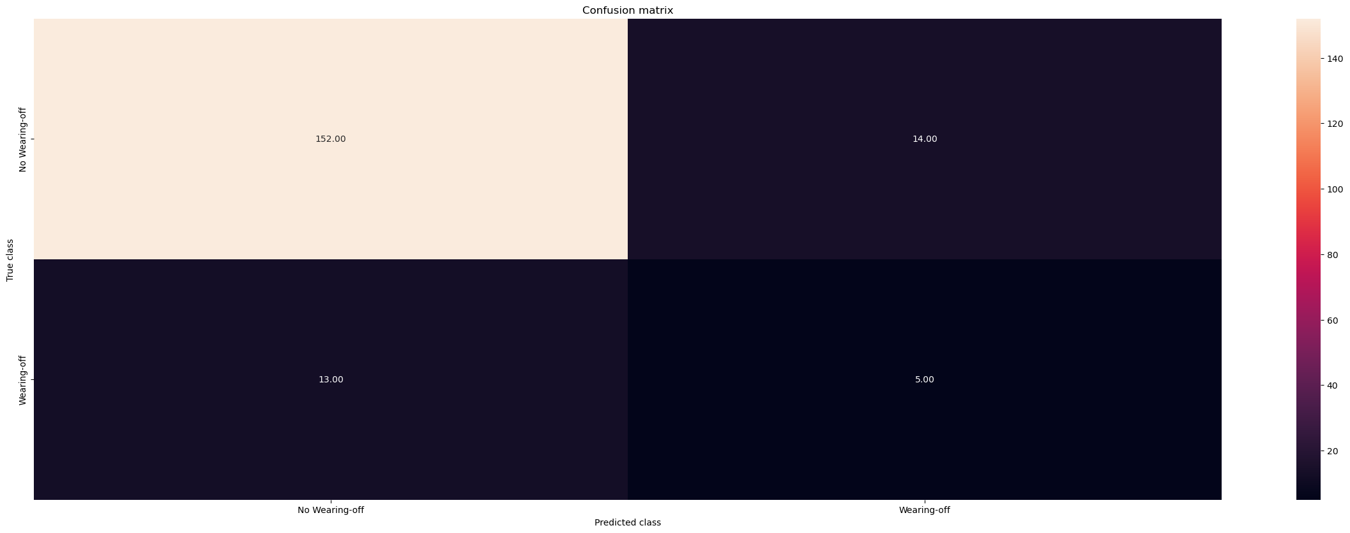 Confusion matrix
True class
No Wearing-off
Wearing-off
152.00
14.00
13.00
5.00
No Wearing-off
Wearing-off
Predicted class
140
120
100
80
60
40
20